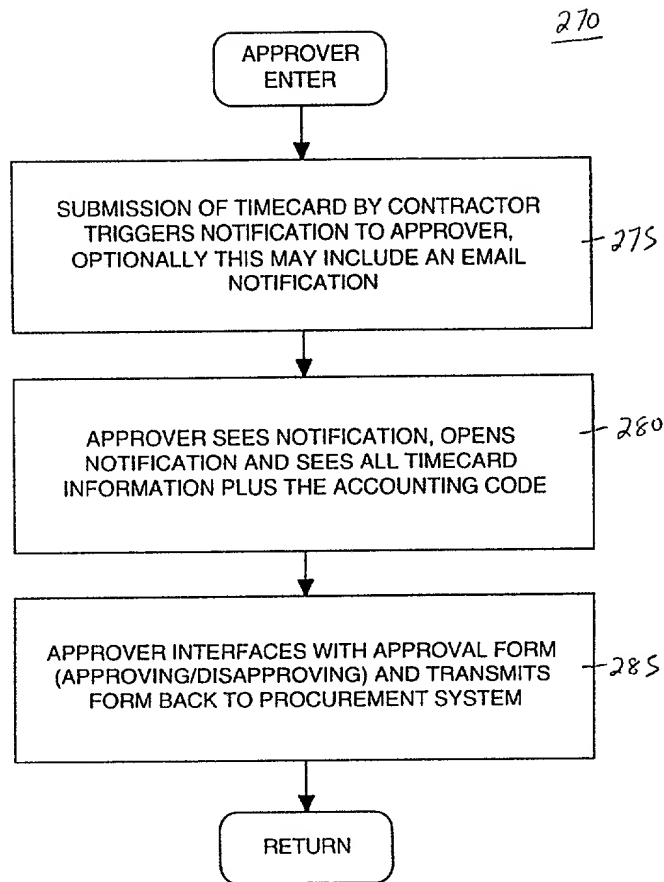 270
APPROVER
ENTER
SUBMISSION OF TIMECARD BY CONTRACTOR
TRIGGERS NOTIFICATION TO APPROVER,
OPTIONALLY THIS MAY INCLUDE AN EMAIL
NOTIFICATION
275
APPROVER SEES NOTIFICATION, OPENS
NOTIFICATION AND SEES ALL TIMECARD
INFORMATION PLUS THE ACCOUNTING CODE
280
APPROVER INTERFACES WITH APPROVAL FORM
(APPROVING/DISAPPROVING) AND TRANSMITS
FORM BACK TO PROCUREMENT SYSTEM
285
RETURN